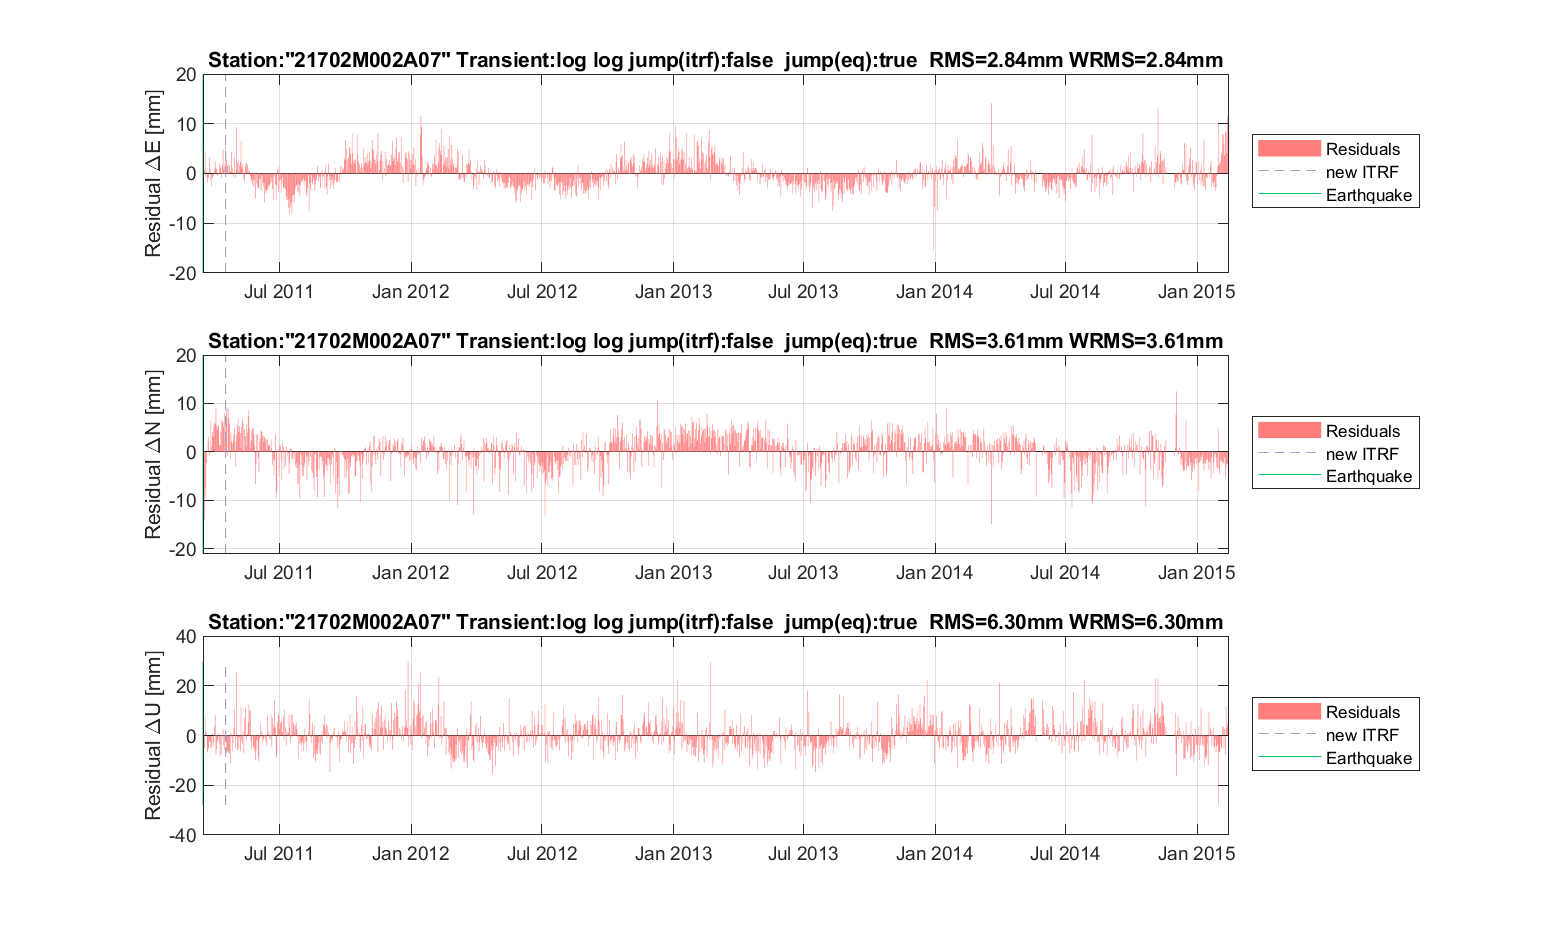 Station:"21702M002A07" Transient:log log jump(itrf):false  jump(eq):true  RMS=2.84mm WRMS=2.84mm
Residual ΔE [mm]
20
10
0
-10
-20
Jul 2011 Jan 2012 Jul 2012 Jan 2013 Jul 2013 Jan 2014 Jul 2014 Jan 2015
Residuals
new ITRF
Earthquake
Station:"21702M002A07" Transient:log log jump(itrf):false  jump(eq):true  RMS=3.61mm WRMS=3.61mm
Residual ΔN [mm]
20
10
0
-10
-20
Jul 2011 Jan 2012 Jul 2012 Jan 2013 Jul 2013 Jan 2014 Jul 2014 Jan 2015
Residuals
new ITRF
Earthquake
Station:"21702M002A07" Transient:log log jump(itrf):false  jump(eq):true  RMS=6.30mm WRMS=6.30mm
Residual ΔU [mm]
40
20
0
-20
-40
Jul 2011 Jan 2012 Jul 2012 Jan 2013 Jul 2013 Jan 2014 Jul 2014 Jan 2015
Residuals
new ITRF
Earthquake